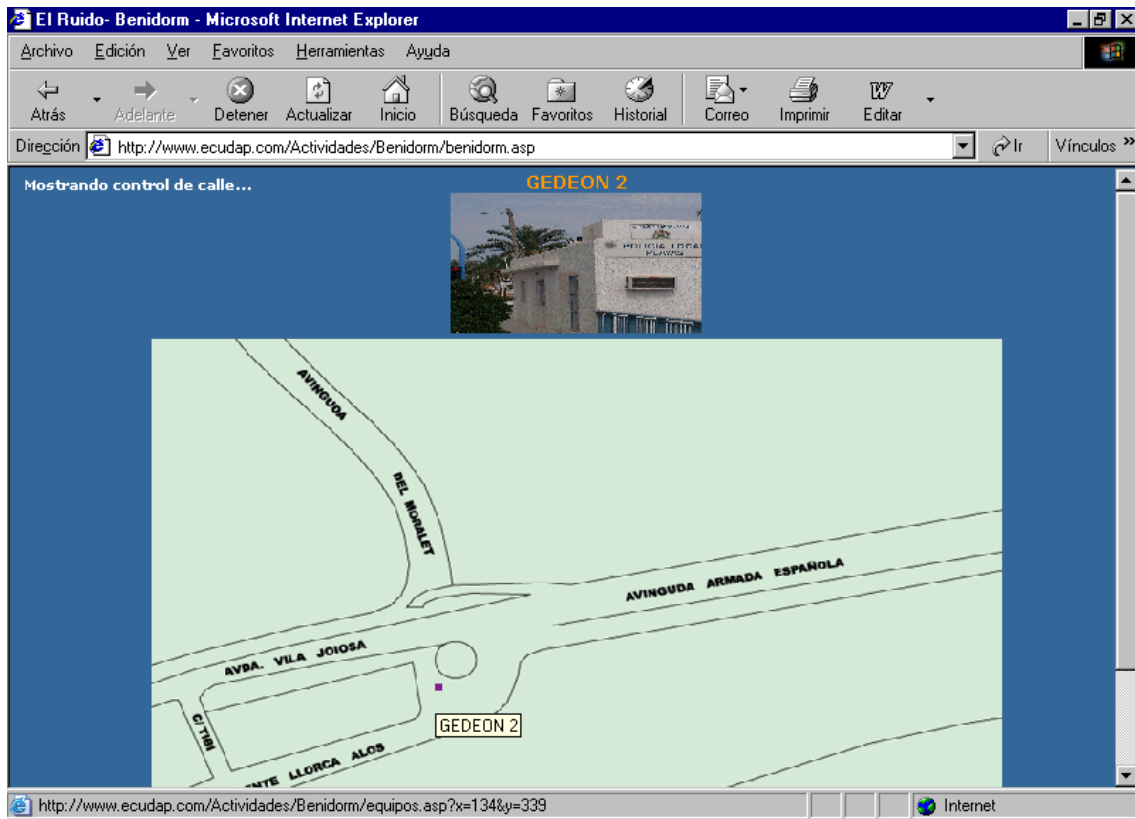 El Ruido- Benidorm - Microsoft Internet Explorer
Archivo Edición Ver Favoritos Herramientas Ayuda
Atrás Adelante Detener Actualizar Inicio Búsqueda Favoritos Historial Correo Imprimir Editar
Dirección http://www.ecudap.com/Actividades/Benidorm/benidorm.asp Ir Vínculos »
Mostrando control de calle...
GEDEON 2
POLICIA LOCAL
PLAYAS
AVINGUDA
DEL MORALET
AVINGUDA ARMADA ESPAÑOLA
AVDA. VILA JOIOSA
C/ TIBI
GEDEON 2
ENTE LLORCA ALOS
http://www.ecudap.com/Actividades/Benidorm/equipos.asp?x=134&y=339 Internet